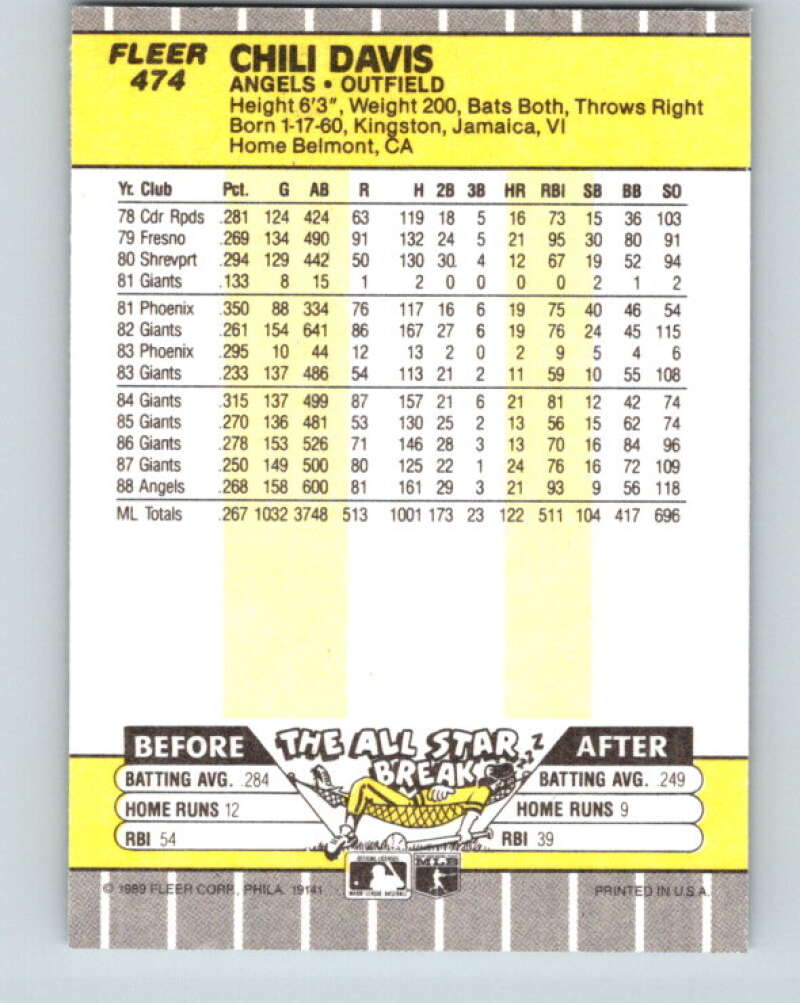 FLEER
474
CHILI DAVIS
ANGELS • OUTFIELD
Height 6'3", Weight 200, Bats Both, Throws Right
Born 1-17-60, Kingston, Jamaica, VI
Home Belmont, CA
Yr. Club Pct. G AB R H 2B 3B HR RBI SB BB SO
78 Cdr Rpds .281 124 424 63 119 18 5 16 73 15 36 103
79 Fresno .269 134 490 91 132 24 5 21 95 30 80 91
80 Shrevprt .294 129 442 50 130 30 4 12 67 19 52 94
81 Giants .133 8 15 1 2 0 0 0 0 2 1 2
81 Phoenix .350 88 334 76 117 16 6 19 75 40 46 54
82 Giants .261 154 641 86 167 27 6 19 76 24 45 115
83 Phoenix .295 10 44 12 13 2 0 2 9 5 4 6
83 Giants .233 137 486 54 113 21 2 11 59 10 55 108
84 Giants .315 137 499 87 157 21 6 21 81 12 42 74
85 Giants .270 136 481 53 130 25 2 13 56 15 62 74
86 Giants .278 153 526 71 146 28 3 13 70 16 84 96
87 Giants .250 149 500 80 125 22 1 24 76 16 72 109
88 Angels .268 158 600 81 161 29 3 21 93 9 56 118
ML Totals .267 1032 3748 513 1001 173 23 122 511 104 417 696
BEFORE THE ALL STAR BREAK ZZZ AFTER
BATTING AVG. .284 BATTING AVG. .249
HOME RUNS 12 HOME RUNS 9
RBI 54 RBI 39
OFFICIAL LICENSEE
MAJOR LEAGUE BASEBALL
MLB
© 1989 FLEER CORP., PHILA. 19141 PRINTED IN U.S.A.